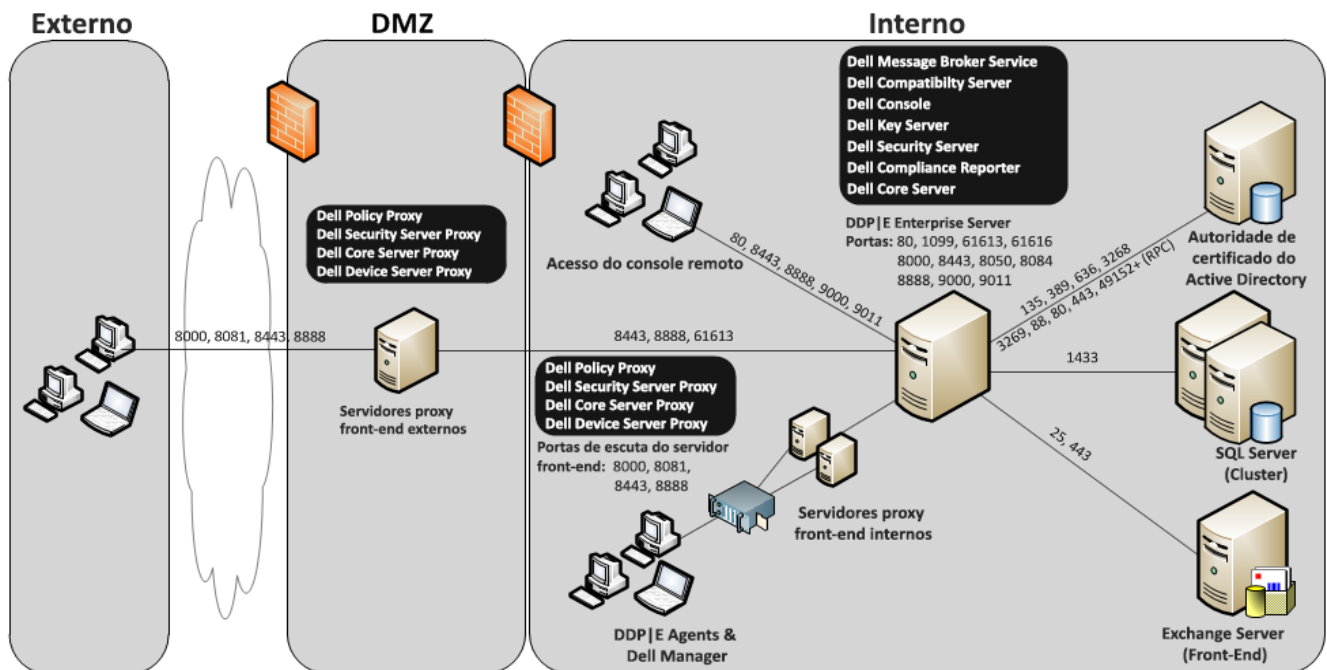 Externo
DMZ
Interno
Dell Message Broker Service
Dell Compatibilty Server
Dell Console
Dell Key Server
Dell Security Server
Dell Compliance Reporter
Dell Core Server
DDP|E Enterprise Server
Portas: 80, 1099, 61613, 61616
8000, 8443, 8050, 8084
8888, 9000, 9011
Dell Policy Proxy
Dell Security Server Proxy
Dell Core Server Proxy
Dell Device Server Proxy
Acesso do console remoto
80, 8443, 8888, 9000, 9011
135, 389, 636, 3268
3269, 88, 80, 443, 49152+ (RPC)
Autoridade de
certificado do
Active Directory
8000, 8081, 8443, 8888
Servidores proxy
front-end externos
8443, 8888, 61613
1433
Dell Policy Proxy
Dell Security Server Proxy
Dell Core Server Proxy
Dell Device Server Proxy
Portas de escuta do servidor
front-end: 8000, 8081,
8443, 8888
25, 443
SQL Server
(Cluster)
Servidores proxy
front-end internos
DDP|E Agents &
Dell Manager
Exchange Server
(Front-End)